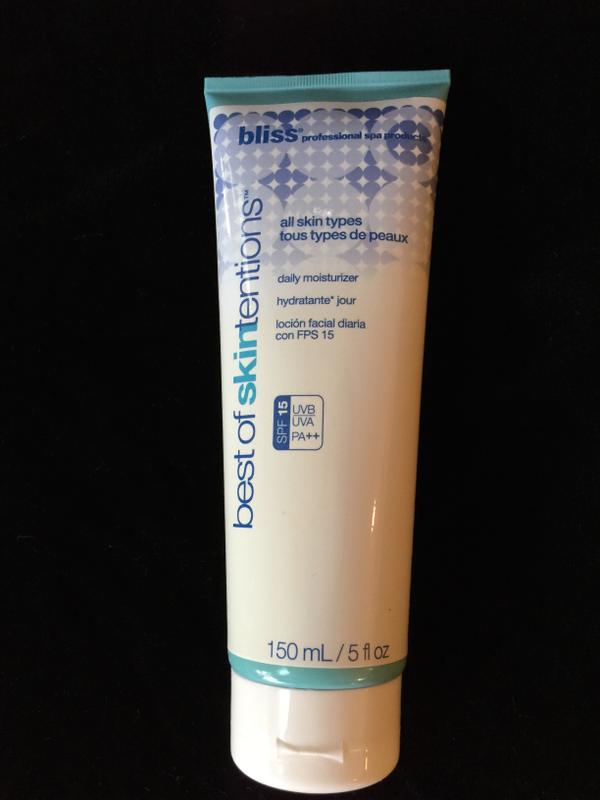 bliss® professional spa products
best of skintentions™
all skin types
tous types de peaux
daily moisturizer
hydratante* jour
loción facial diaria
con FPS 15
SPF 15
UVB
UVA
PA++
150 mL / 5 fl oz